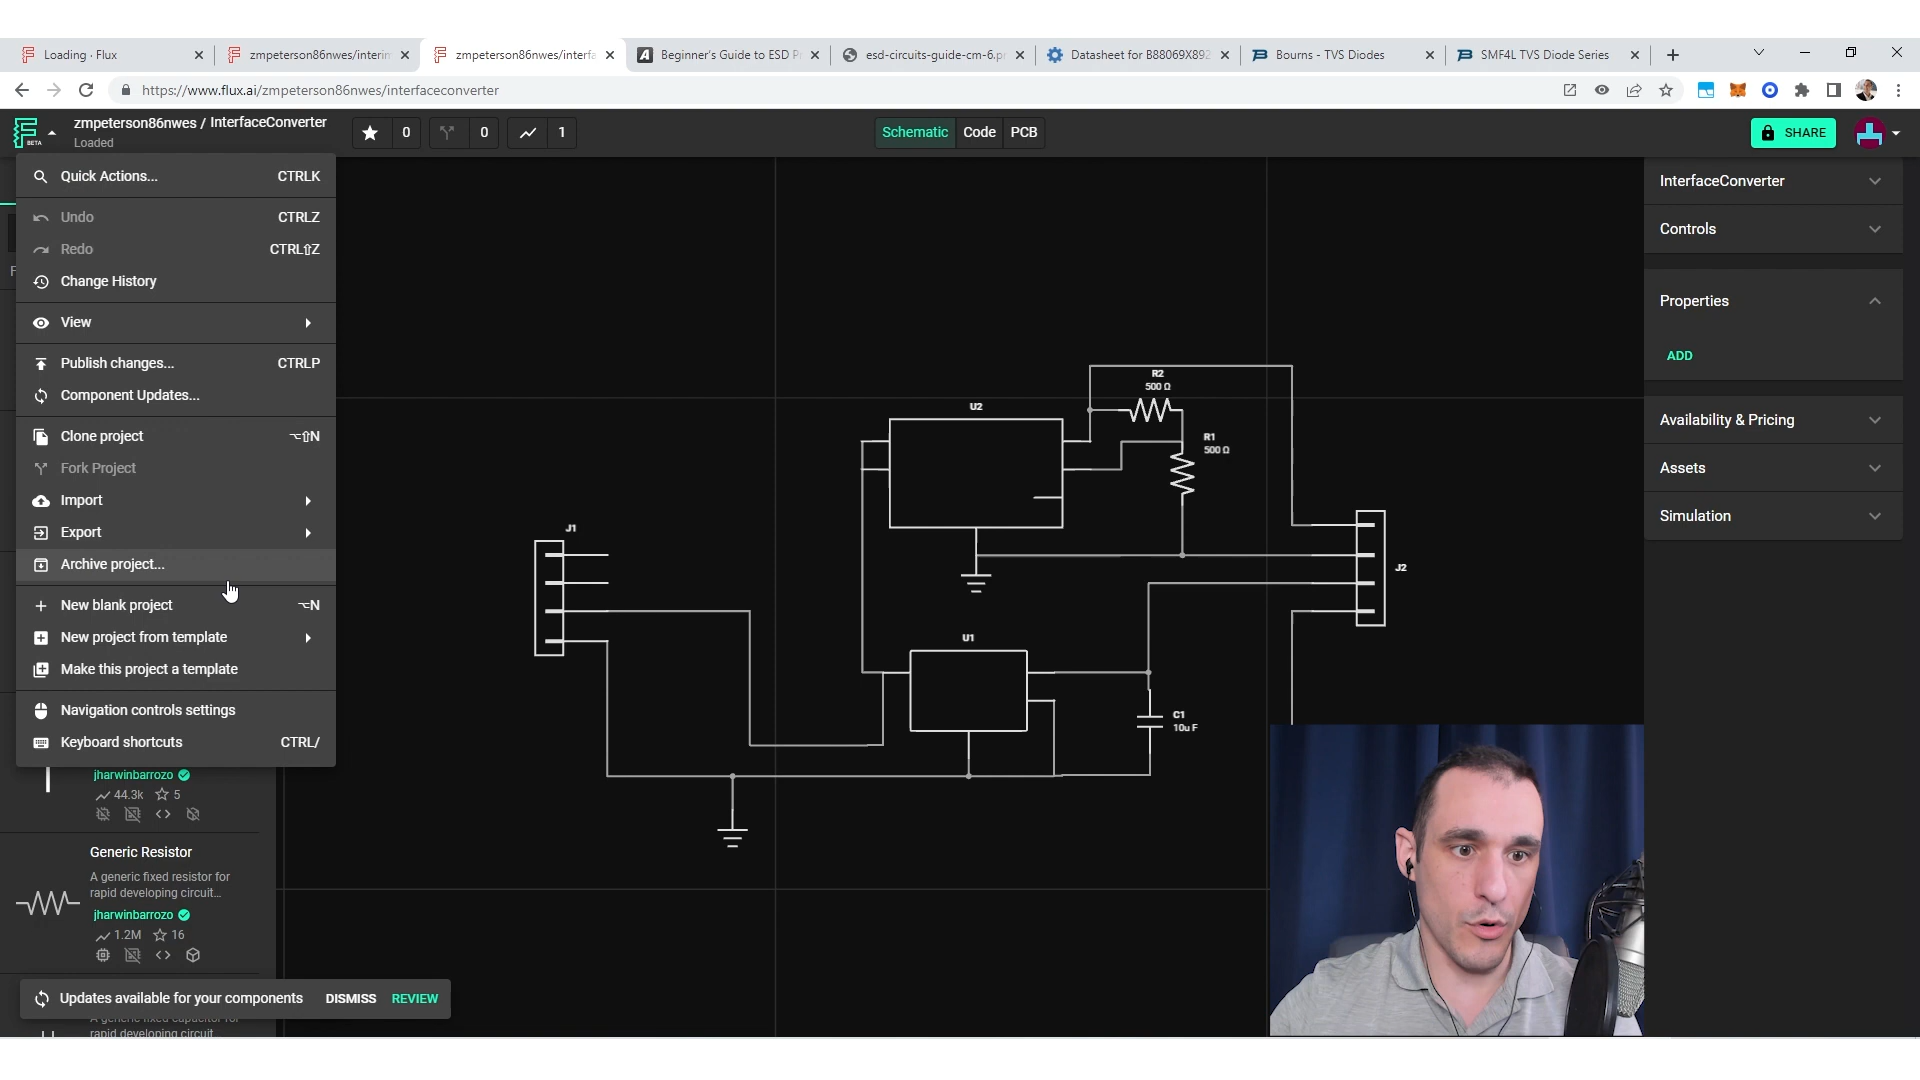 Loading · Flux
zmpeterson86nwes/interin
zmpeterson86nwes/interfa
Beginner's Guide to ESD P
esd-circuits-guide-cm-6.p
Datasheet for B88069X892
Bourns - TVS Diodes
SMF4L TVS Diode Series
https://www.flux.ai/zmpeterson86nwes/interfaceconverter
BETA
zmpeterson86nwes / InterfaceConverter
Loaded
0
0
1
Schematic
Code
PCB
SHARE
Quick Actions...
CTRLK
Undo
CTRLZ
Redo
CTRL⇧Z
Change History
View
Publish changes...
CTRLP
Component Updates...
Clone project
⌥⇧N
Fork Project
Import
Export
Archive project...
New blank project
⌥N
New project from template
Make this project a template
Navigation controls settings
Keyboard shortcuts
CTRL/
jharwinbarrozo
44.3k
5
Generic Resistor
A generic fixed resistor for
rapid developing circuit...
jharwinbarrozo
1.2M
16
Updates available for your components
DISMISS
REVIEW
rapid developing circuit
R2
500 Ω
U2
R1
500 Ω
J1
J2
U1
C1
10u F
InterfaceConverter
Controls
Properties
ADD
Availability & Pricing
Assets
Simulation